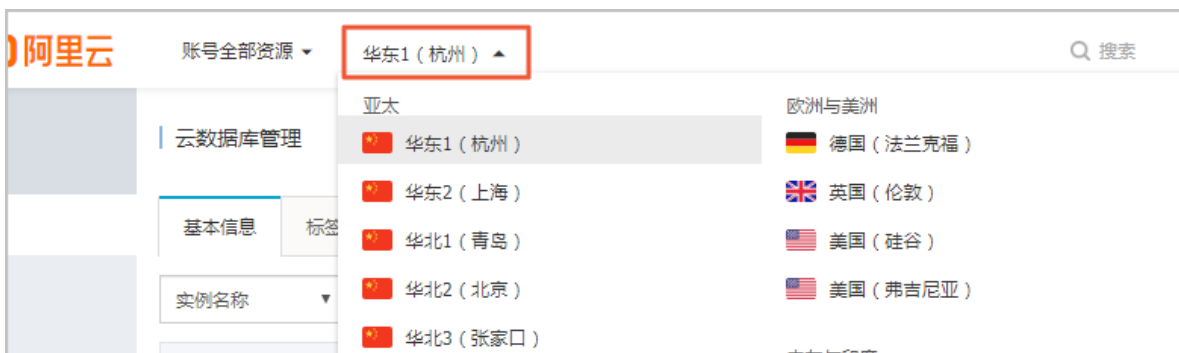 阿里云
账号全部资源
华东1（杭州）
搜索
云数据库管理
基本信息
标签
实例名称
亚太
华东1（杭州）
华东2（上海）
华北1（青岛）
华北2（北京）
华北3（张家口）
欧洲与美洲
德国（法兰克福）
英国（伦敦）
美国（硅谷）
美国（弗吉尼亚）